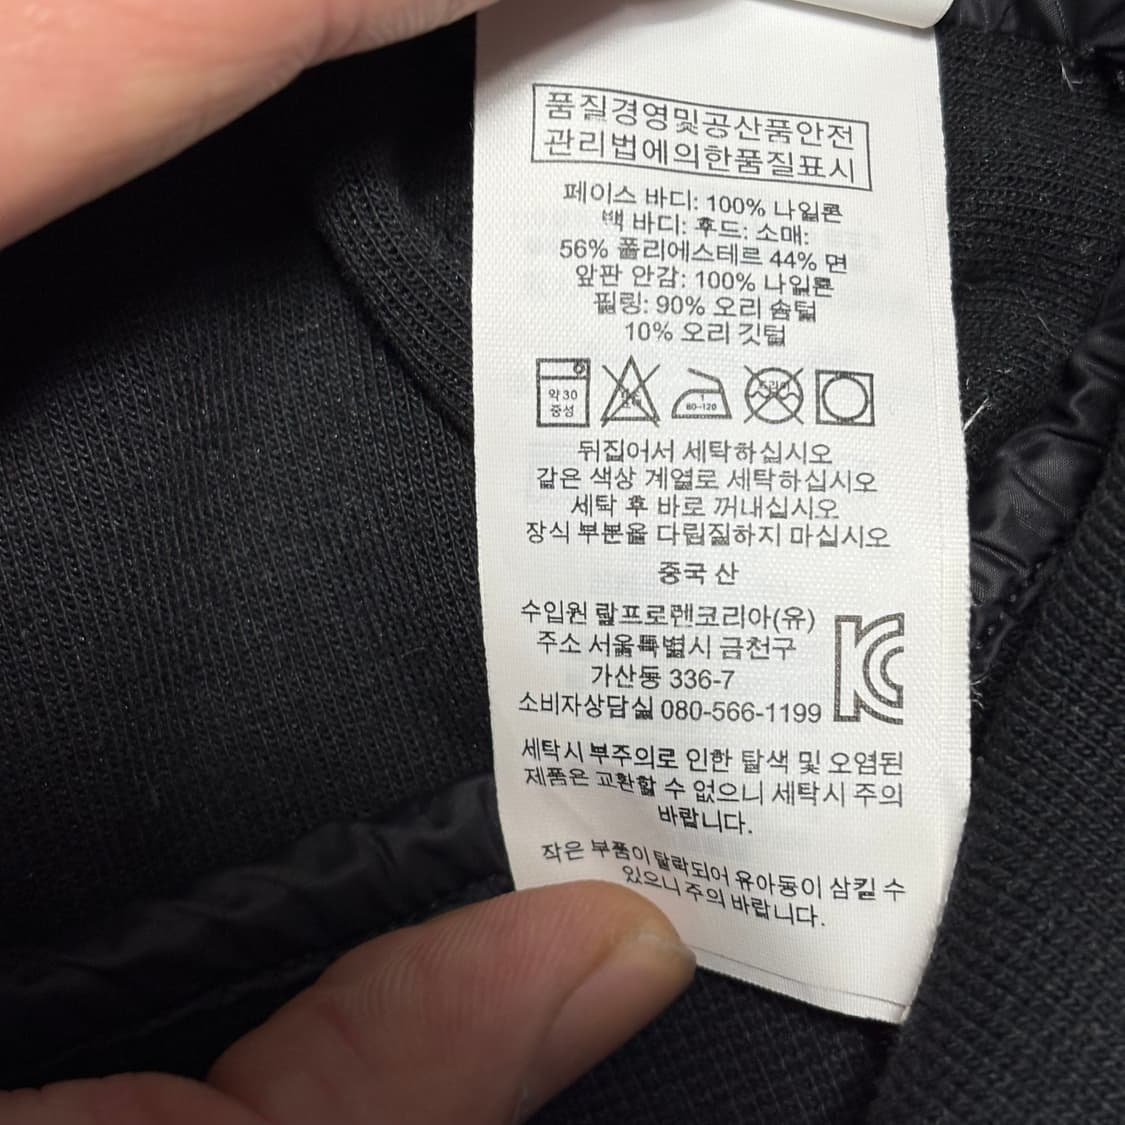 품질경영및공산품안전
관리법에의한품질표시
페이스 바디: 100% 나일론
백 바디: 후드: 소매:
56% 폴리에스테르 44% 면
앞판 안감: 100% 나일론
필링: 90% 오리 솜털
10% 오리 깃털
약 30
중성
1
80~120
드라이
뒤집어서 세탁하십시오
같은 색상 계열로 세탁하십시오
세탁 후 바로 꺼내십시오
장식 부분을 다림질하지 마십시오
중국 산
수입원 랄프로렌코리아(유)
주소 서울특별시 금천구
가산동 336-7
소비자상담실 080-566-1199
KC
세탁시 부주의로 인한 탈색 및 오염된
제품은 교환할 수 없으니 세탁시 주의
바랍니다.
작은 부품이 탈락되어 유아동이 삼킬 수
있으니 주의 바랍니다.